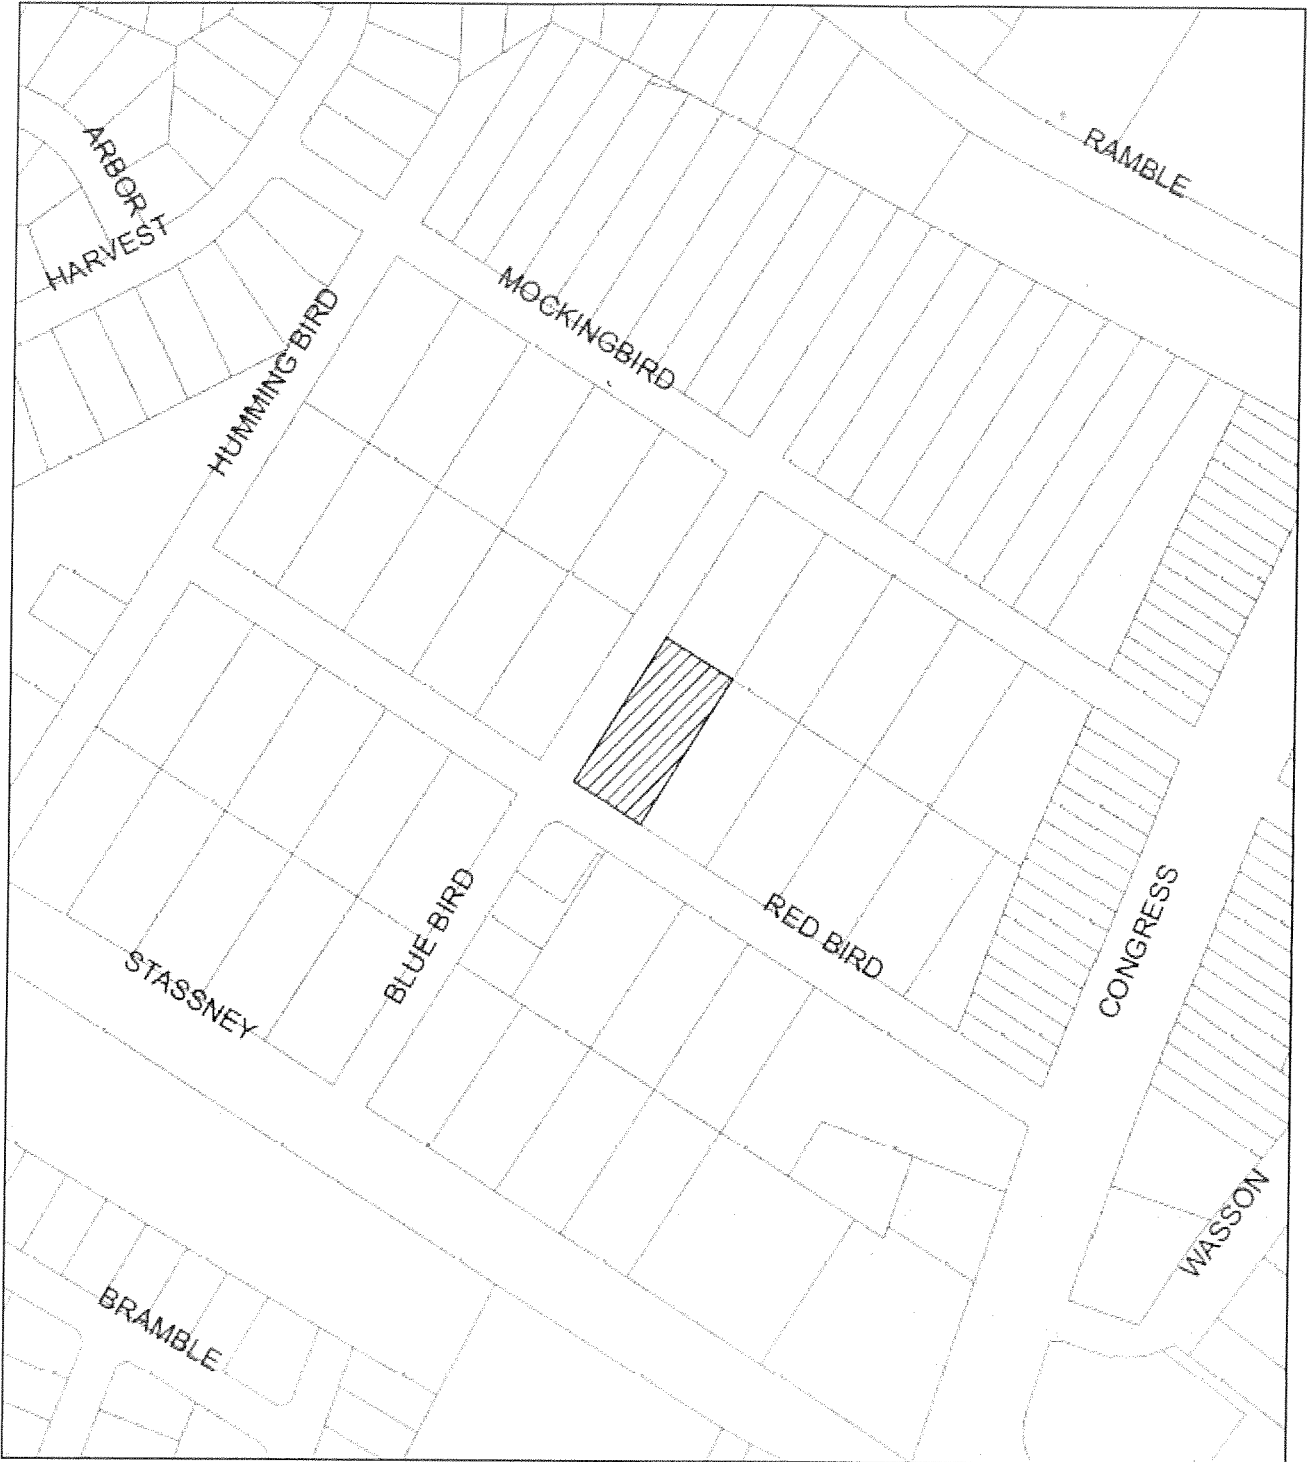 RAMBLE
ARBOR
HARVEST
MOCKINGBIRD
HUMMING BIRD
RED BIRD
BLUE BIRD
CONGRESS
STASSNEY
WASSON
BRAMBLE